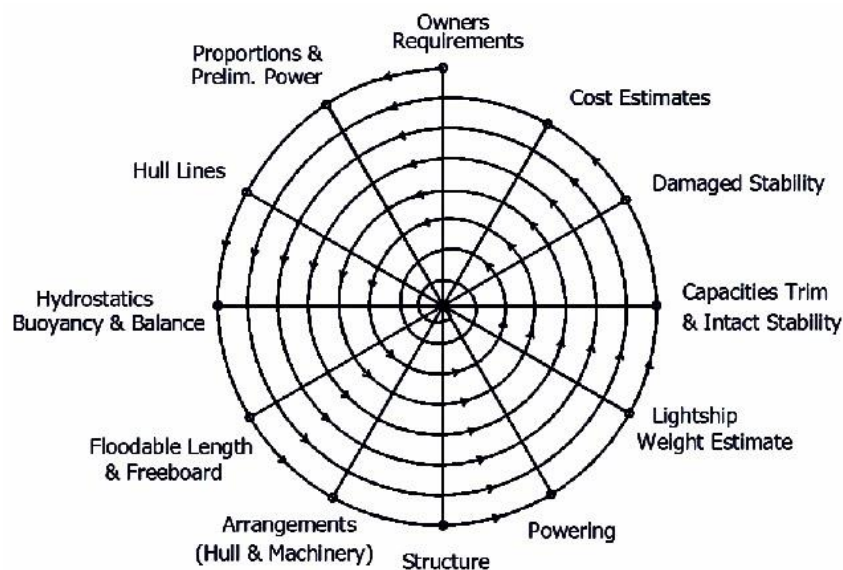 Owners
Requirements
Proportions &
Prelim. Power
Cost Estimates
Hull Lines
Damaged Stability
Hydrostatics
Buoyancy & Balance
Capacities Trim
& Intact Stability
Floodable Length
& Freeboard
Lightship
Weight Estimate
Arrangements
(Hull & Machinery)
Structure
Powering